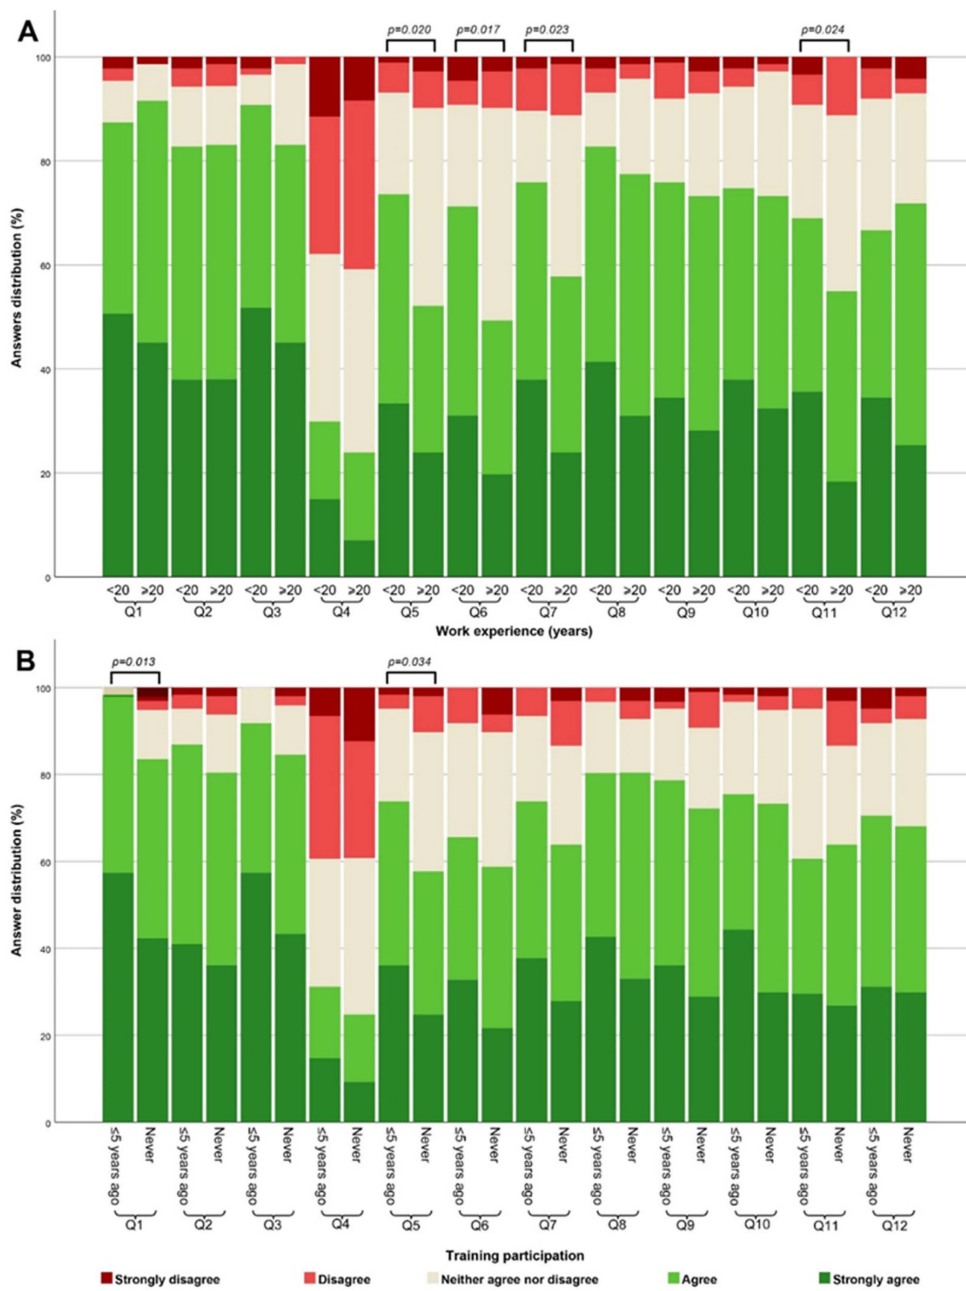 A
p=0.020 p=0.017 p=0.023 p=0.024
100
80
60
40
20
0
Answers distribution (%)
<20 ≥20 <20 ≥20 <20 ≥20 <20 ≥20 <20 ≥20 <20 ≥20 <20 ≥20 <20 ≥20 <20 ≥20 <20 ≥20 <20 ≥20 <20 ≥20
Q1 Q2 Q3 Q4 Q5 Q6 Q7 Q8 Q9 Q10 Q11 Q12
Work experience (years)
B
p=0.013 p=0.034
100
80
60
40
20
0
Answer distribution (%)
≤5 years ago Never ≤5 years ago Never ≤5 years ago Never ≤5 years ago Never ≤5 years ago Never ≤5 years ago Never ≤5 years ago Never ≤5 years ago Never ≤5 years ago Never ≤5 years ago Never ≤5 years ago Never ≤5 years ago Never
Q1 Q2 Q3 Q4 Q5 Q6 Q7 Q8 Q9 Q10 Q11 Q12
Training participation
Strongly disagree Disagree Neither agree nor disagree Agree Strongly agree